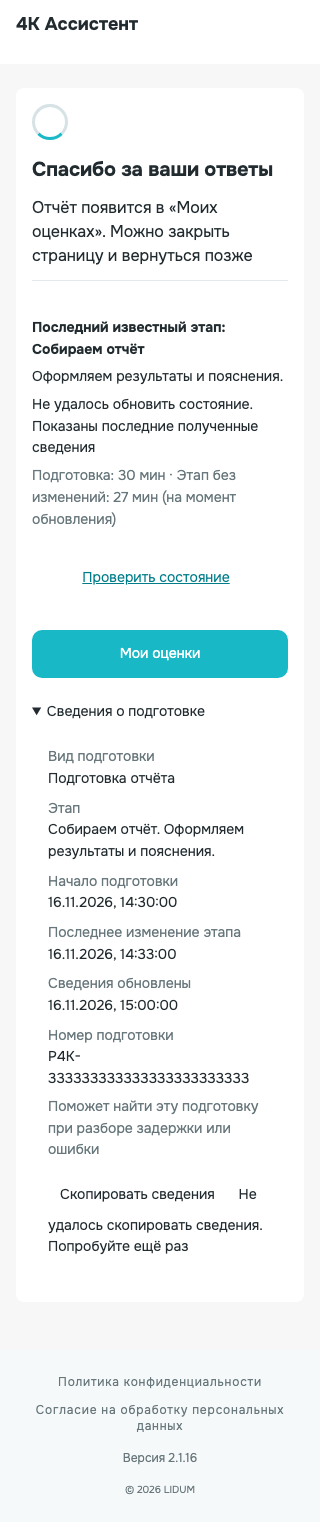 4К Ассистент
Спасибо за ваши ответы
Отчёт появится в «Моих
оценках». Можно закрыть
страницу и вернуться позже
Последний известный этап:
Собираем отчёт
Оформляем результаты и пояснения.
Не удалось обновить состояние.
Показаны последние полученные
сведения
Подготовка: 30 мин · Этап без
изменений: 27 мин (на момент
обновления)
Проверить состояние
Мои оценки
▼ Сведения о подготовке
Вид подготовки
Подготовка отчёта
Этап
Собираем отчёт. Оформляем
результаты и пояснения.
Начало подготовки
16.11.2026, 14:30:00
Последнее изменение этапа
16.11.2026, 14:33:00
Сведения обновлены
16.11.2026, 15:00:00
Номер подготовки
P4K-
333333333333333333333333
Поможет найти эту подготовку
при разборе задержки или
ошибки
Скопировать сведения Не
удалось скопировать сведения.
Попробуйте ещё раз
Политика конфиденциальности
Согласие на обработку персональных
данных
Версия 2.1.16
© 2026 LIDUM